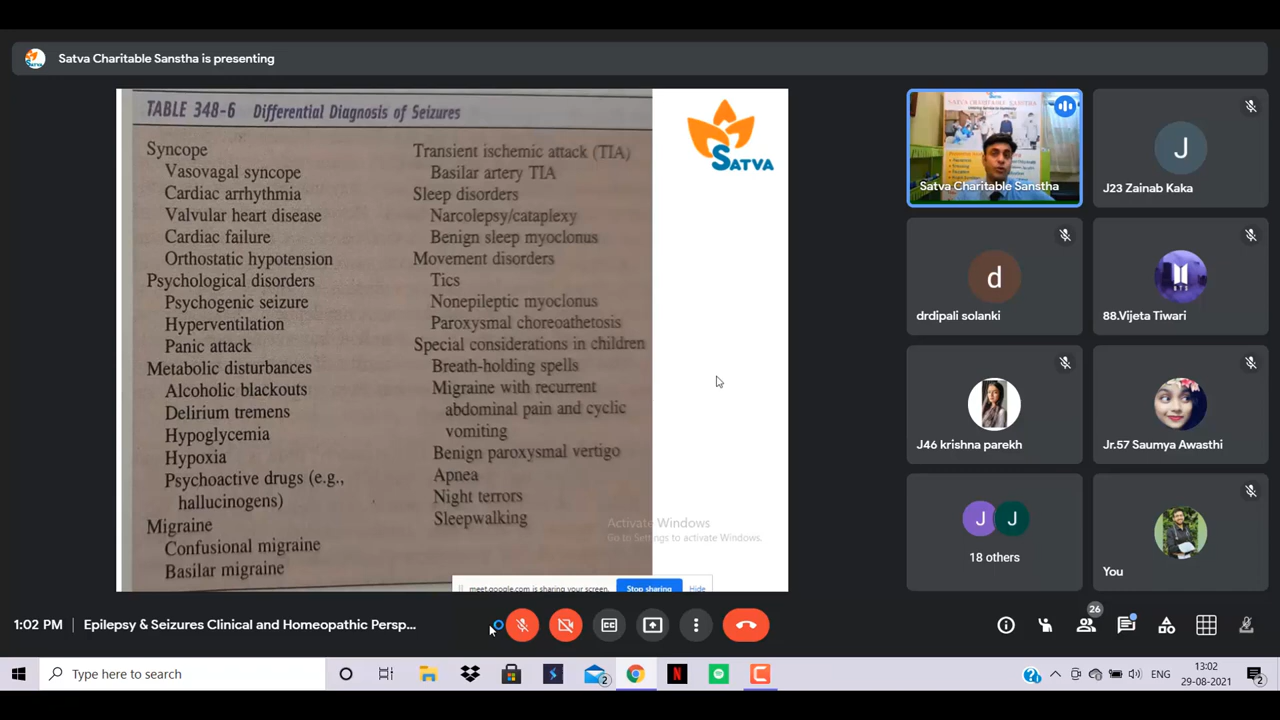 Satva Charitable Sanstha is presenting
TABLE 348-6 Differential Diagnosis of Seizures
Syncope
Vasovagal syncope
Cardiac arrhythmia
Valvular heart disease
Cardiac failure
Orthostatic hypotension
Psychological disorders
Psychogenic seizure
Hyperventilation
Panic attack
Metabolic disturbances
Alcoholic blackouts
Delirium tremens
Hypoglycemia
Hypoxia
Psychoactive drugs (e.g.,
hallucinogens)
Migraine
Confusional migraine
Basilar migraine
Transient ischemic attack (TIA)
Basilar artery TIA
Sleep disorders
Narcolepsy/cataplexy
Benign sleep myoclonus
Movement disorders
Tics
Nonepileptic myoclonus
Paroxysmal choreoathetosis
Special considerations in children
Breath-holding spells
Migraine with recurrent
abdominal pain and cyclic
vomiting
Benign paroxysmal vertigo
Apnea
Night terrors
Sleepwalking
SATVA
Activate Windows
Go to Settings to activate Windows.
meet.google.com is sharing your screen.
Stop sharing
Hide
SATVA CHARITABLE SANSTHA
Satva Charitable Sanstha
J
J23 Zainab Kaka
d
drdipali solanki
BTS
88.Vijeta Tiwari
J46 krishna parekh
Jr.57 Saumya Awasthi
J
J
18 others
You
1:02 PM
Epilepsy & Seizures Clinical and Homeopathic Persp...
26
Type here to search
2
N
ENG
13:02
29-08-2021
2